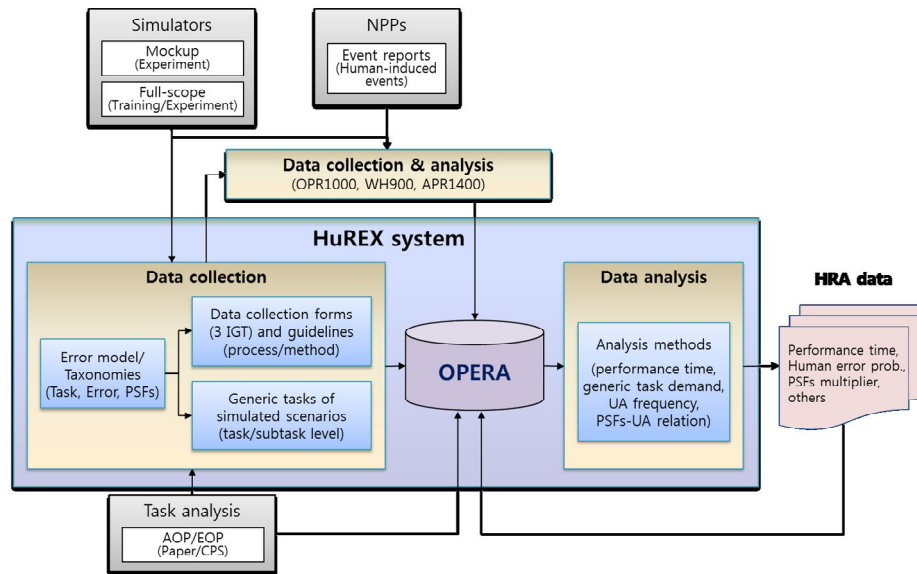 Simulators
Mockup
(Experiment)
Full-scope
(Training/Experiment)
NPPs
Event reports
(Human-induced
events)
Data collection & analysis
(OPR1000, WH900, APR1400)
HuREX system
Data collection
Error model/
Taxonomies
(Task, Error, PSFs)
Data collection forms
(3 IGT) and guidelines
(process/method)
Generic tasks of
simulated scenarios
(task/subtask level)
OPERA
Data analysis
Analysis methods
(performance time,
generic task demand,
UA frequency,
PSFs-UA relation)
HRA data
Performance time,
Human error prob.,
PSFs multiplier,
others
Task analysis
AOP/EOP
(Paper/CPS)